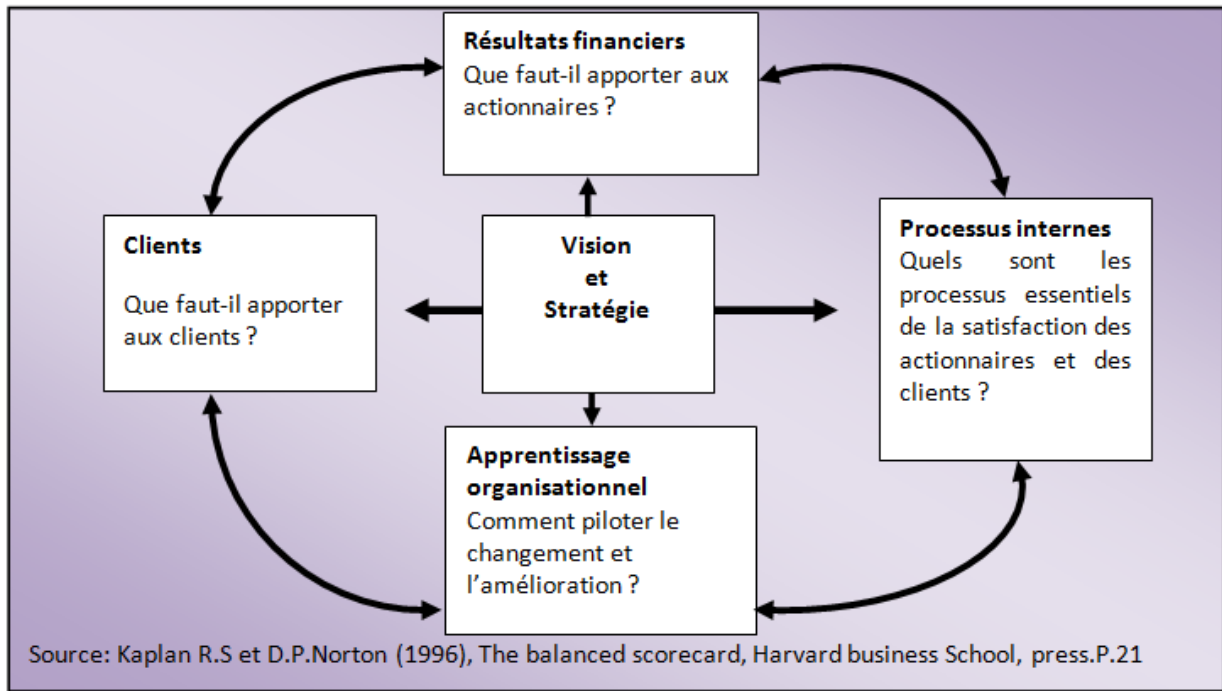 Résultats financiers
Que faut-il apporter aux
actionnaires ?
Clients
Que faut-il apporter
aux clients ?
Vision
et
Stratégie
Processus internes
Quels sont les
processus essentiels
de la satisfaction des
actionnaires et des
clients ?
Apprentissage
organisationnel
Comment piloter le
changement et
l’amélioration ?
Source: Kaplan R.S et D.P.Norton (1996), The balanced scorecard, Harvard business School, press.P.21